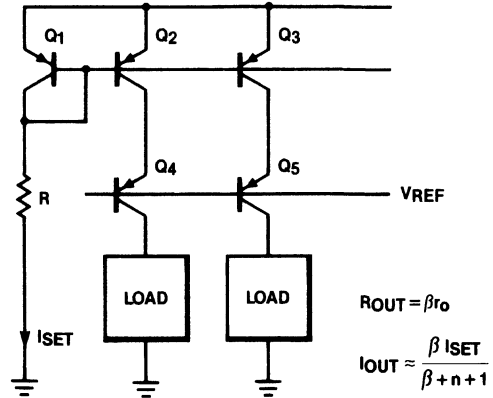 Q1
Q2
Q3
Q4
Q5
VREF
R
LOAD
LOAD
ISET
ROUT = βro
IOUT ≈ β ISET / β + n + 1